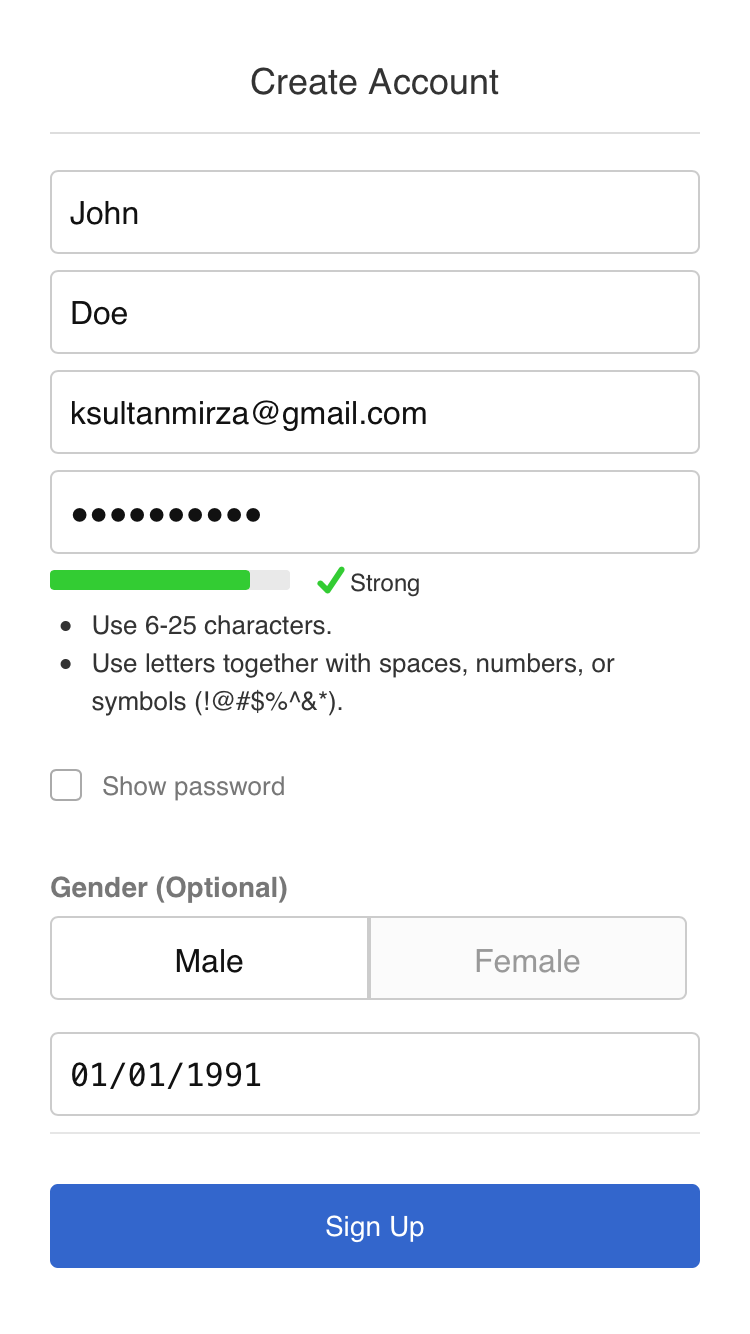 Create Account
John
Doe
ksultanmirza@gmail.com
●●●●●●●●●●
Strong
• Use 6-25 characters.
• Use letters together with spaces, numbers, or
symbols (!@#$%^&*).
Show password
Gender (Optional)
Male Female
01/01/1991
Sign Up